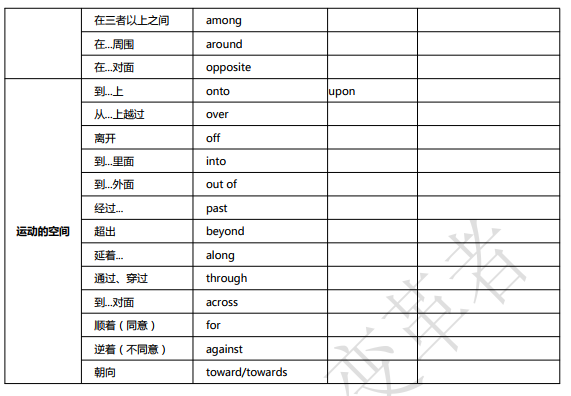 在三者以上之间 among
在...周围 around
在...对面 opposite
到...上 onto upon
从...上越过 over
离开 off
到...里面 into
到...外面 out of
经过... past
运动的空间 超出 beyond
延着... along
通过、穿过 through
到...对面 across
顺着（同意） for
逆着（不同意） against
朝向 toward/towards
变革者